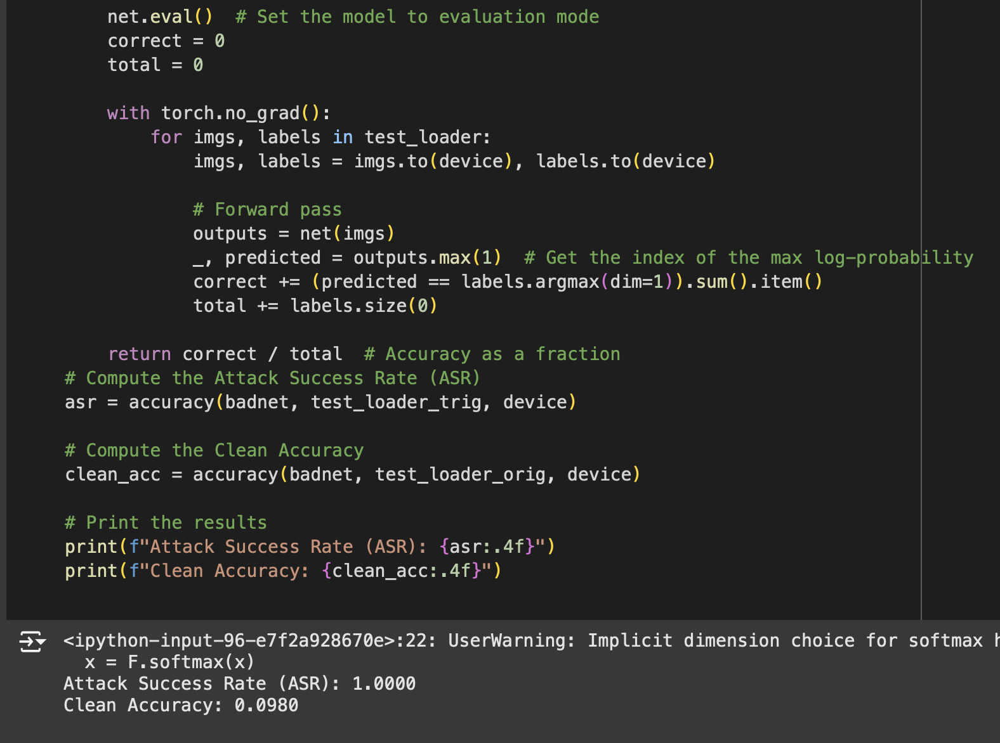 net.eval()  # Set the model to evaluation mode
correct = 0
total = 0
with torch.no_grad():
for imgs, labels in test_loader:
imgs, labels = imgs.to(device), labels.to(device)
# Forward pass
outputs = net(imgs)
_, predicted = outputs.max(1)  # Get the index of the max log-probability
correct += (predicted == labels.argmax(dim=1)).sum().item()
total += labels.size(0)
return correct / total  # Accuracy as a fraction
# Compute the Attack Success Rate (ASR)
asr = accuracy(badnet, test_loader_trig, device)
# Compute the Clean Accuracy
clean_acc = accuracy(badnet, test_loader_orig, device)
# Print the results
print(f"Attack Success Rate (ASR): {asr:.4f}")
print(f"Clean Accuracy: {clean_acc:.4f}")
<ipython-input-96-e7f2a928670e>:22: UserWarning: Implicit dimension choice for softmax
x = F.softmax(x)
Attack Success Rate (ASR): 1.0000
Clean Accuracy: 0.0980